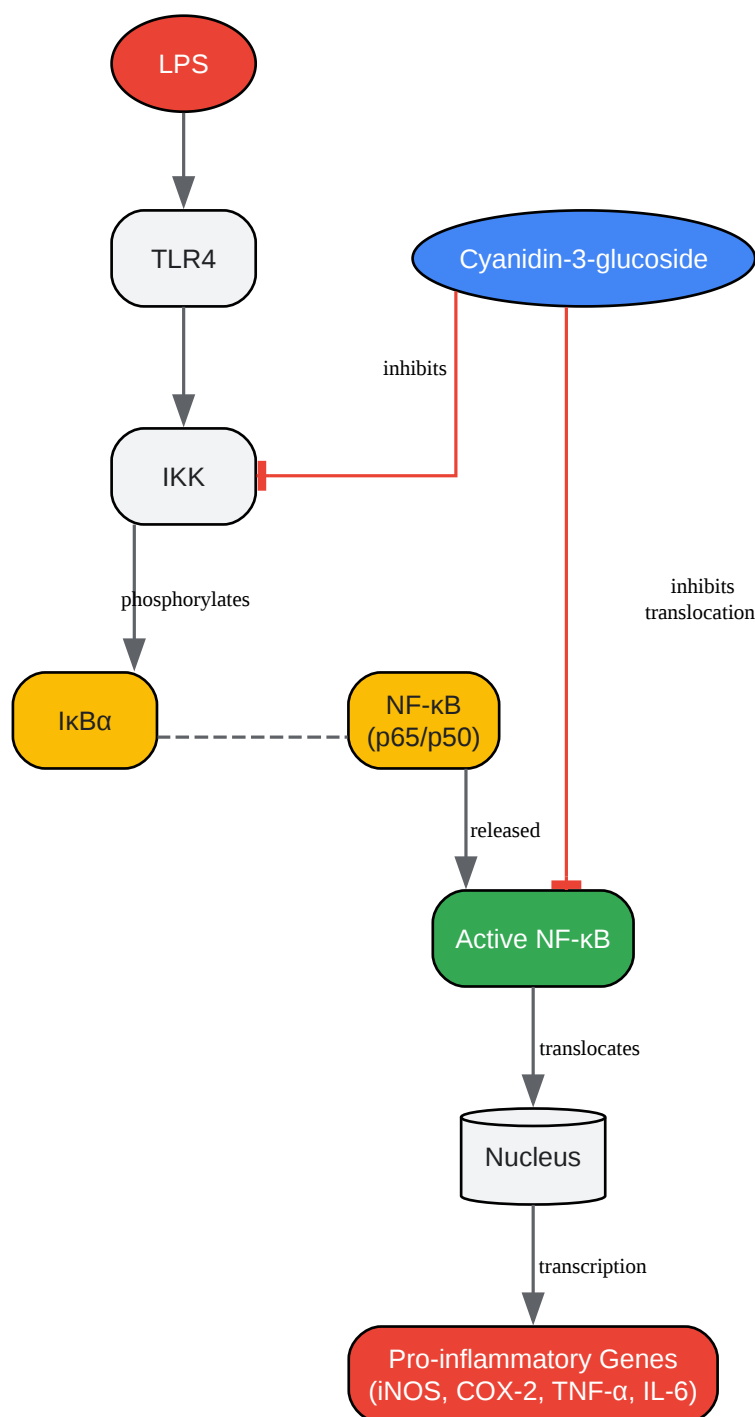 LPS
TLR4
Cyanidin-3-glucoside
inhibits
IKK
phosphorylates
inhibits
translocation
IκBα
NF-κB
(p65/p50)
released
Active NF-κB
translocates
Nucleus
transcription
Pro-inflammatory Genes
(iNOS, COX-2, TNF-α, IL-6)